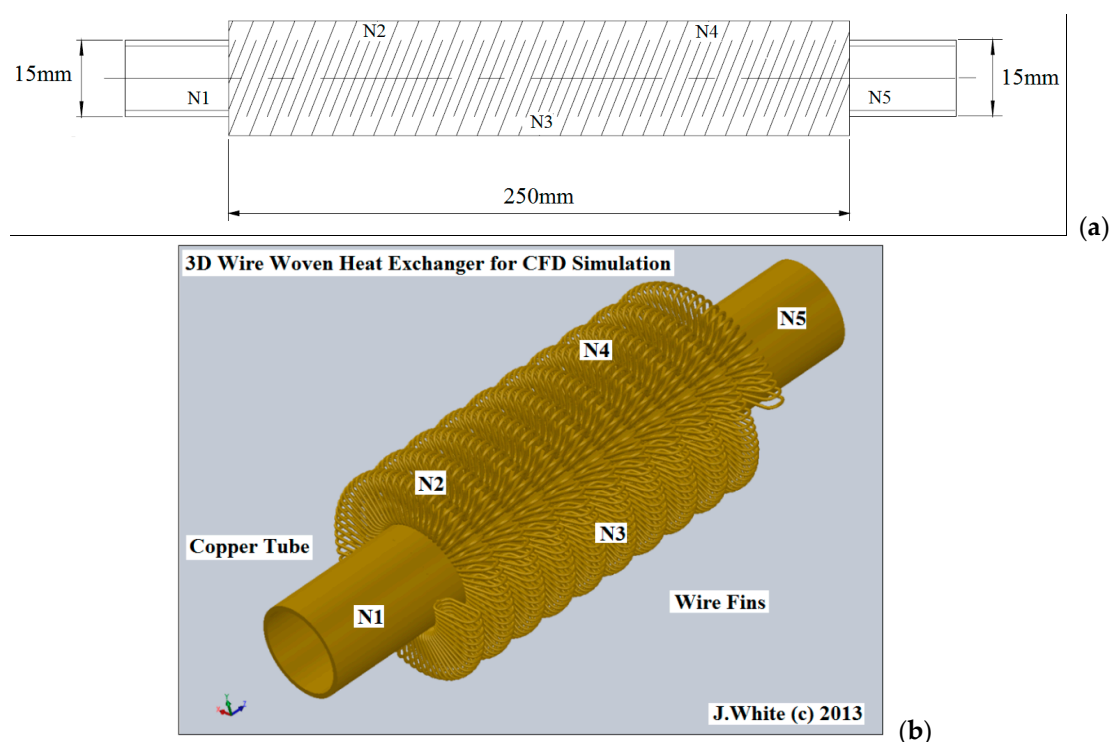 N2
N4
15mm
15mm
N1
N5
N3
250mm
(a)
3D Wire Woven Heat Exchanger for CFD Simulation
N5
N4
N2
N3
Copper Tube
Wire Fins
N1
J.White (c) 2013
(b)